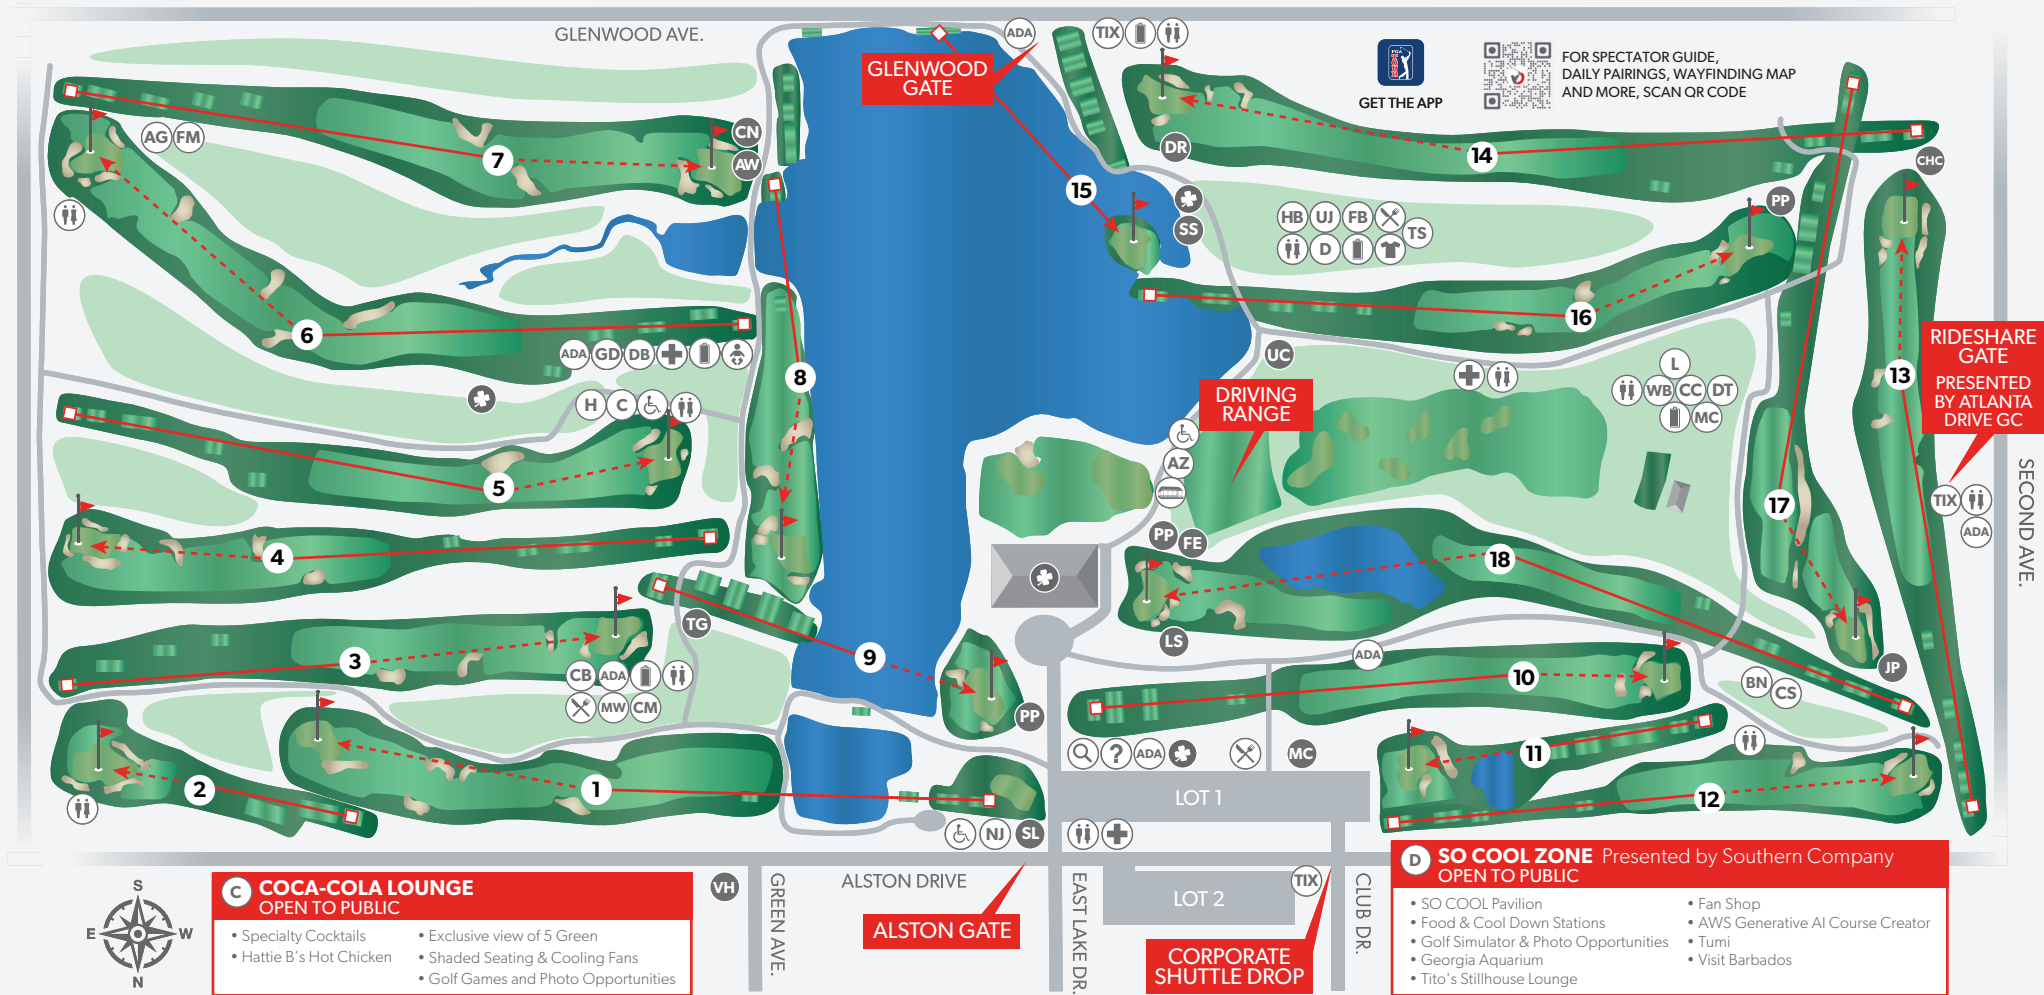 GLENWOOD AVE.
GLENWOOD
GATE
ADA
TIX
PGA TOUR
GET THE APP
FOR SPECTATOR GUIDE,
DAILY PAIRINGS, WAYFINDING MAP
AND MORE, SCAN QR CODE
AG FM
7
CN
AW
15
SS
DR
14
CHC
HB UJ FB
TS
D
PP
6
ADA GD DB
8
16
UC
L
WB CC DT
MC
13
RIDESHARE
GATE
PRESENTED
BY ATLANTA
DRIVE GC
H C
DRIVING
RANGE
AZ
5
17
TIX
ADA
SECOND AVE.
4
PP FE
18
TG
LS
3
CB ADA
MW CM
9
PP
ADA
10
BN CS
JP
2
1
? ADA
MC
11
12
LOT 1
NJ SL
S
E W
N
C COCA-COLA LOUNGE
OPEN TO PUBLIC
• Specialty Cocktails
• Hattie B's Hot Chicken
• Exclusive view of 5 Green
• Shaded Seating & Cooling Fans
• Golf Games and Photo Opportunities
VH
GREEN AVE.
ALSTON DRIVE
ALSTON GATE
EAST LAKE DR.
LOT 2
TIX
CORPORATE
SHUTTLE DROP
CLUB DR.
D SO COOL ZONE Presented by Southern Company
OPEN TO PUBLIC
• SO COOL Pavilion
• Food & Cool Down Stations
• Golf Simulator & Photo Opportunities
• Georgia Aquarium
• Tito's Stillhouse Lounge
• Fan Shop
• AWS Generative AI Course Creator
• Tumi
• Visit Barbados